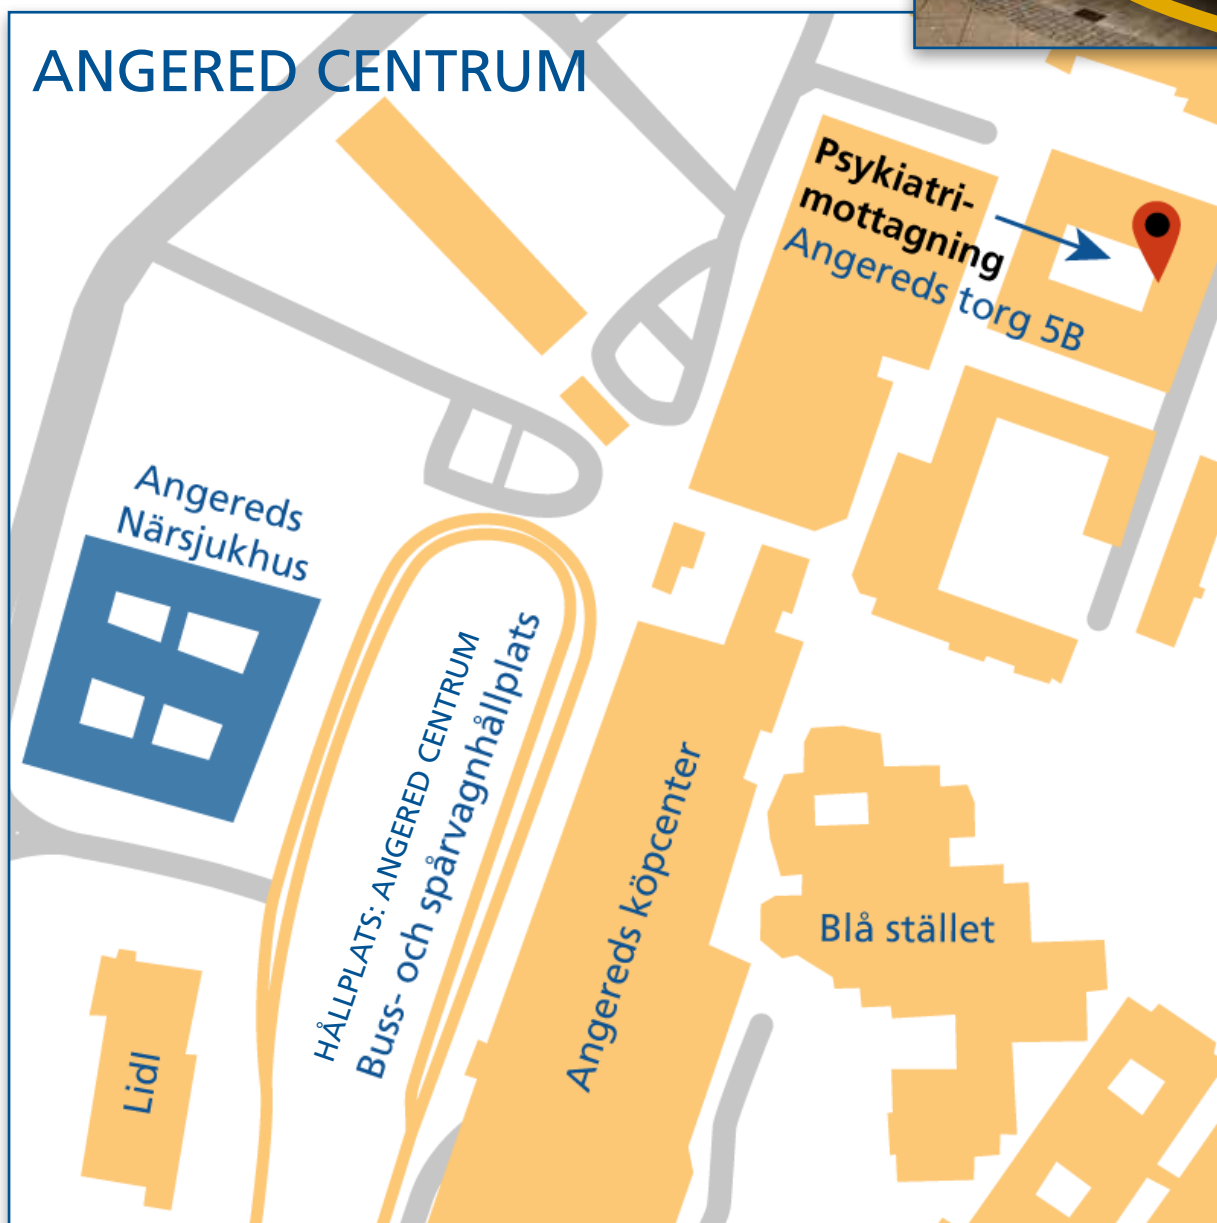 ANGERED CENTRUM
Psykiatri-
mottagning
Angereds torg 5B
Angereds
Närsjukhus
HÅLLPLATS: ANGERED CENTRUM
Buss- och spårvagnhållplats
Angereds köpcenter
Blå stället
Lidl